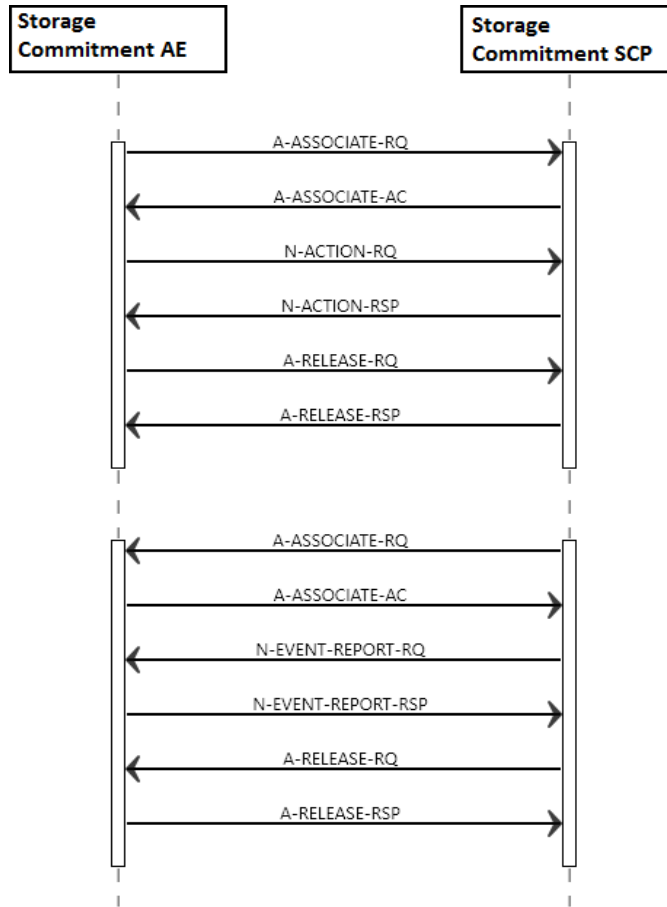 Storage
Commitment AE
Storage
Commitment SCP
A-ASSOCIATE-RQ
A-ASSOCIATE-AC
N-ACTION-RQ
N-ACTION-RSP
A-RELEASE-RQ
A-RELEASE-RSP
A-ASSOCIATE-RQ
A-ASSOCIATE-AC
N-EVENT-REPORT-RQ
N-EVENT-REPORT-RSP
A-RELEASE-RQ
A-RELEASE-RSP